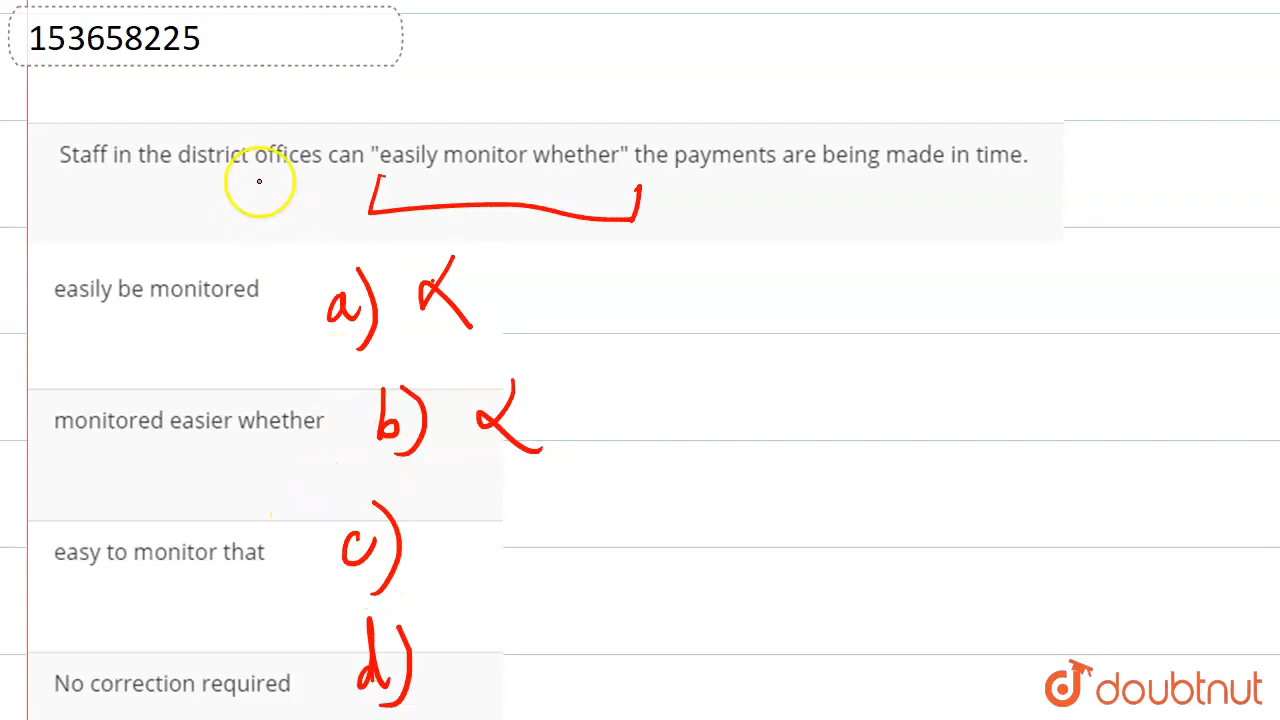 153658225
Staff in the district offices can "easily monitor whether" the payments are being made in time.
easily be monitored a)
monitored easier whether b)
easy to monitor that c)
No correction required d)
doubtnut